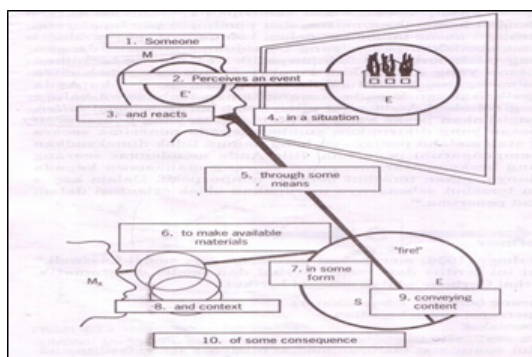 1. Someone
M
2. Perceives an event
E'
E
3. and reacts
4. in a situation
5. through some
means
6. to make available
materials
"fire!"
7. in some
form
E
Mx
S
9. conveying
content
8. and context
10. of some consequence